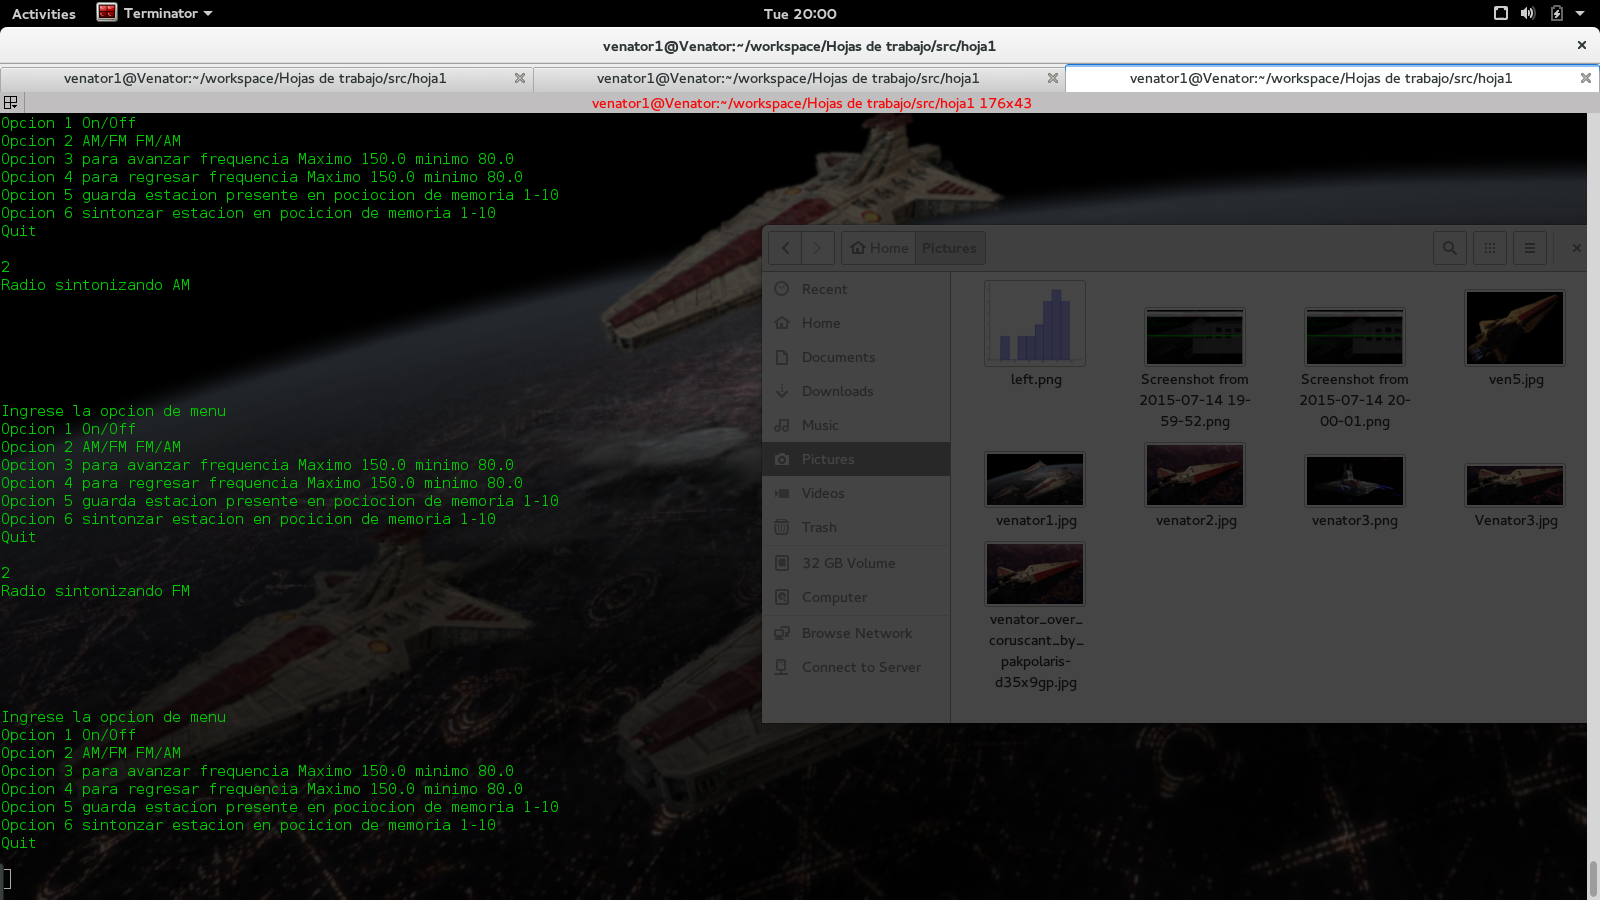 Activities
Terminator
Tue 20:00
venator1@Venator:~/workspace/Hojas de trabajo/src/hoja1
venator1@Venator:~/workspace/Hojas de trabajo/src/hoja1
venator1@Venator:~/workspace/Hojas de trabajo/src/hoja1
venator1@Venator:~/workspace/Hojas de trabajo/src/hoja1
venator1@Venator:~/workspace/Hojas de trabajo/src/hoja1 176x43
Opcion 1 On/Off
Opcion 2 AM/FM FM/AM
Opcion 3 para avanzar frequencia Maximo 150.0 minimo 80.0
Opcion 4 para regresar frequencia Maximo 150.0 minimo 80.0
Opcion 5 guarda estacion presente en pociocion de memoria 1-10
Opcion 6 sintonzar estacion en pocicion de memoria 1-10
Quit
2
Radio sintonizando AM
Ingrese la opcion de menu
Opcion 1 On/Off
Opcion 2 AM/FM FM/AM
Opcion 3 para avanzar frequencia Maximo 150.0 minimo 80.0
Opcion 4 para regresar frequencia Maximo 150.0 minimo 80.0
Opcion 5 guarda estacion presente en pociocion de memoria 1-10
Opcion 6 sintonzar estacion en pocicion de memoria 1-10
Quit
2
Radio sintonizando FM
Ingrese la opcion de menu
Opcion 1 On/Off
Opcion 2 AM/FM FM/AM
Opcion 3 para avanzar frequencia Maximo 150.0 minimo 80.0
Opcion 4 para regresar frequencia Maximo 150.0 minimo 80.0
Opcion 5 guarda estacion presente en pociocion de memoria 1-10
Opcion 6 sintonzar estacion en pocicion de memoria 1-10
Quit
Home
Pictures
Recent
Home
Documents
Downloads
Music
Pictures
Videos
Trash
32 GB Volume
Computer
Browse Network
Connect to Server
left.png
Screenshot from
2015-07-14 19-
59-52.png
Screenshot from
2015-07-14 20-
00-01.png
ven5.jpg
venator1.jpg
venator2.jpg
venator3.png
Venator3.jpg
venator_over_
coruscant_by_
pakpolaris-
d35x9gp.jpg